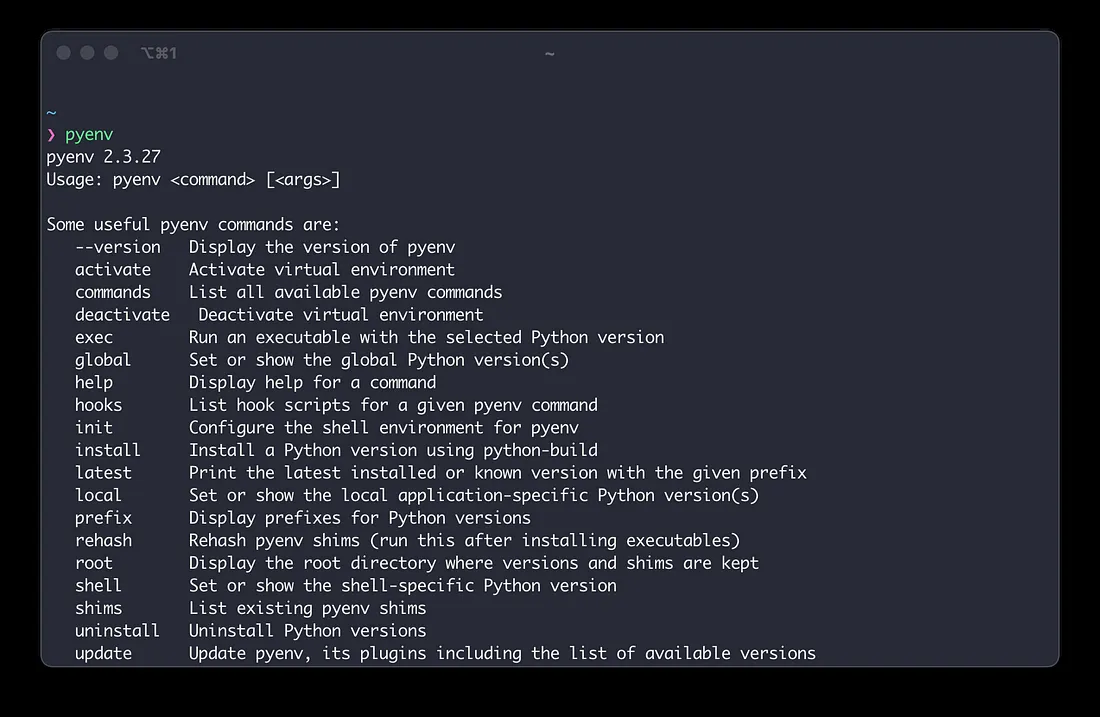 ⌥⌘1
~
~
❯ pyenv
pyenv 2.3.27
Usage: pyenv <command> [<args>]
Some useful pyenv commands are:
--version Display the version of pyenv
activate Activate virtual environment
commands List all available pyenv commands
deactivate Deactivate virtual environment
exec Run an executable with the selected Python version
global Set or show the global Python version(s)
help Display help for a command
hooks List hook scripts for a given pyenv command
init Configure the shell environment for pyenv
install Install a Python version using python-build
latest Print the latest installed or known version with the given prefix
local Set or show the local application-specific Python version(s)
prefix Display prefixes for Python versions
rehash Rehash pyenv shims (run this after installing executables)
root Display the root directory where versions and shims are kept
shell Set or show the shell-specific Python version
shims List existing pyenv shims
uninstall Uninstall Python versions
update Update pyenv, its plugins including the list of available versions